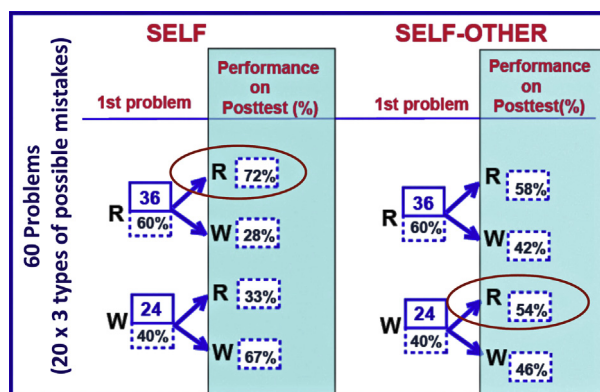 60 Problems
(20 x 3 types of possible mistakes)
SELF
1st problem
Performance
on
Posttest (%)
R
36
60%
R
72%
W
28%
W
24
40%
R
33%
W
67%
SELF-OTHER
1st problem
Performance
on
Posttest(%)
R
36
60%
R
58%
W
42%
W
24
40%
R
54%
W
46%